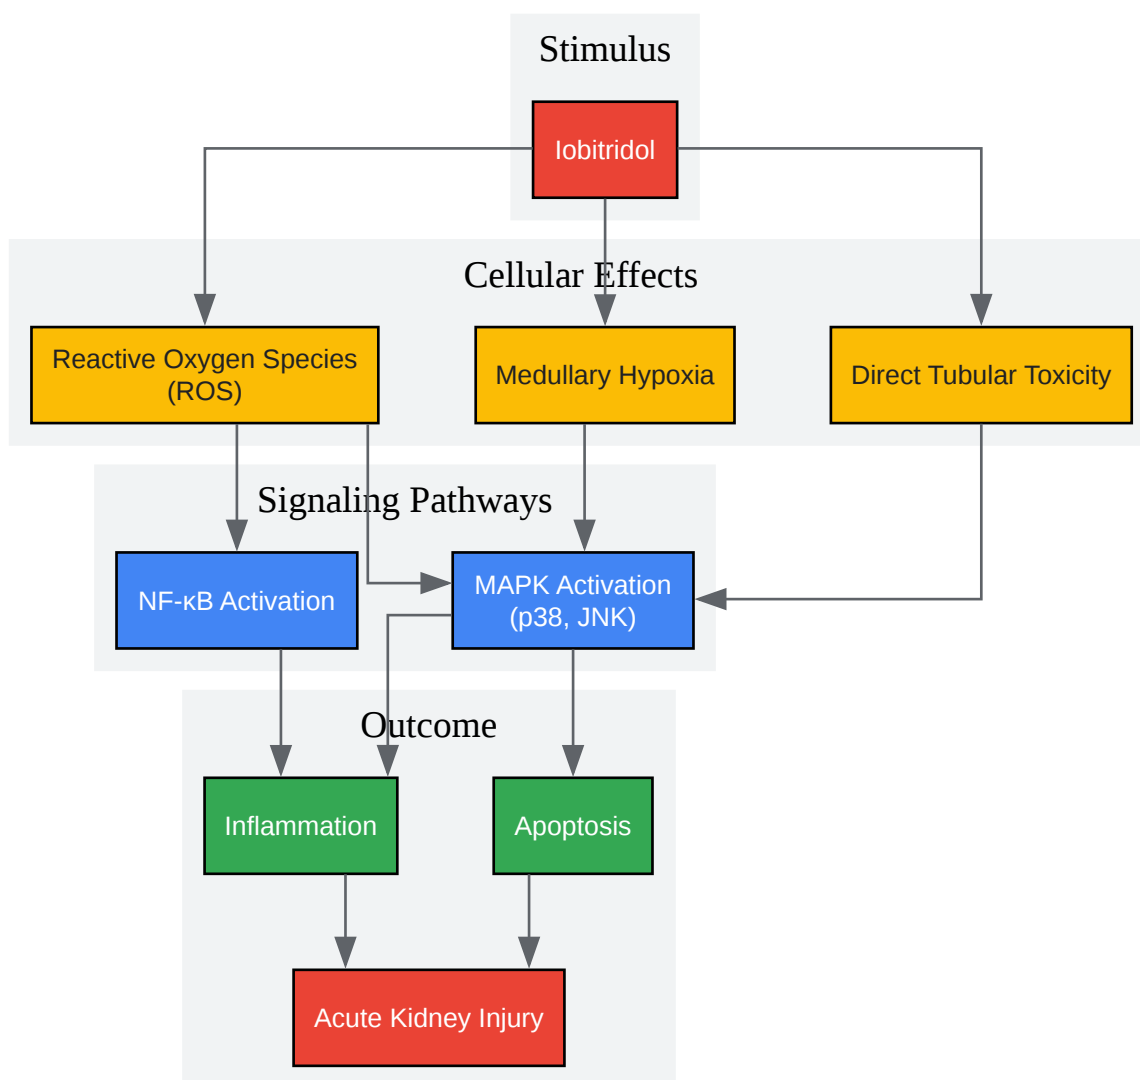 Stimulus
Iobitridol
Cellular Effects
Reactive Oxygen Species
(ROS)
Medullary Hypoxia
Direct Tubular Toxicity
Signaling Pathways
NF-κB Activation
MAPK Activation
(p38, JNK)
Outcome
Inflammation
Apoptosis
Acute Kidney Injury